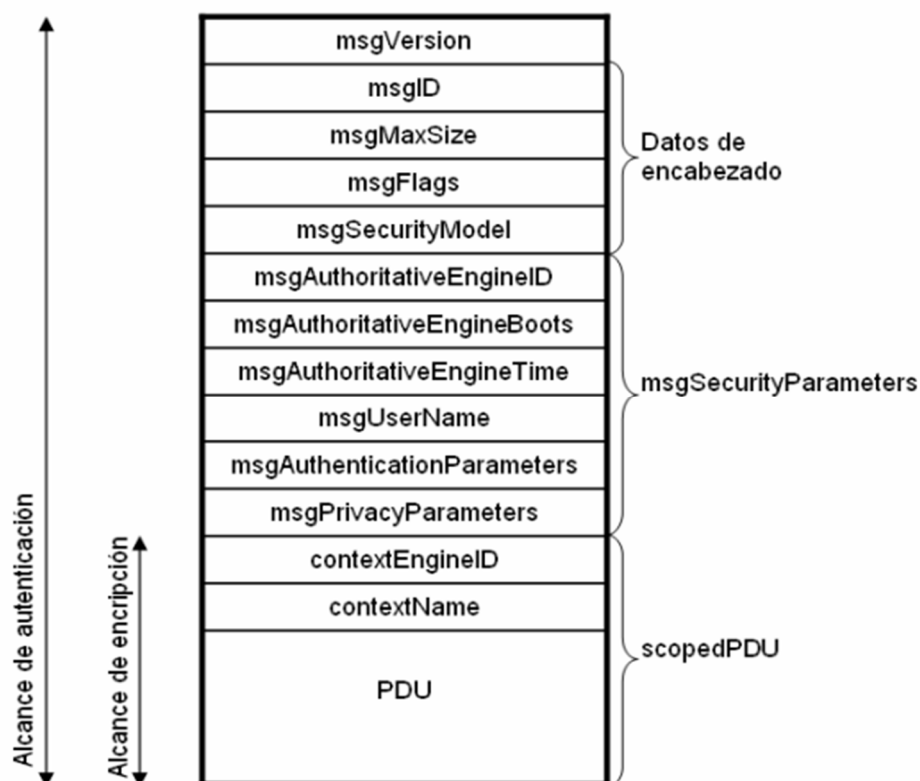 msgVersion
msgID
msgMaxSize
msgFlags
msgSecurityModel
msgAuthoritativeEngineID
msgAuthoritativeEngineBoots
msgAuthoritativeEngineTime
msgUserName
msgAuthenticationParameters
msgPrivacyParameters
contextEngineID
contextName
PDU
Datos de
encabezado
msgSecurityParameters
scopedPDU
Alcance de autenticación
Alcance de encripción